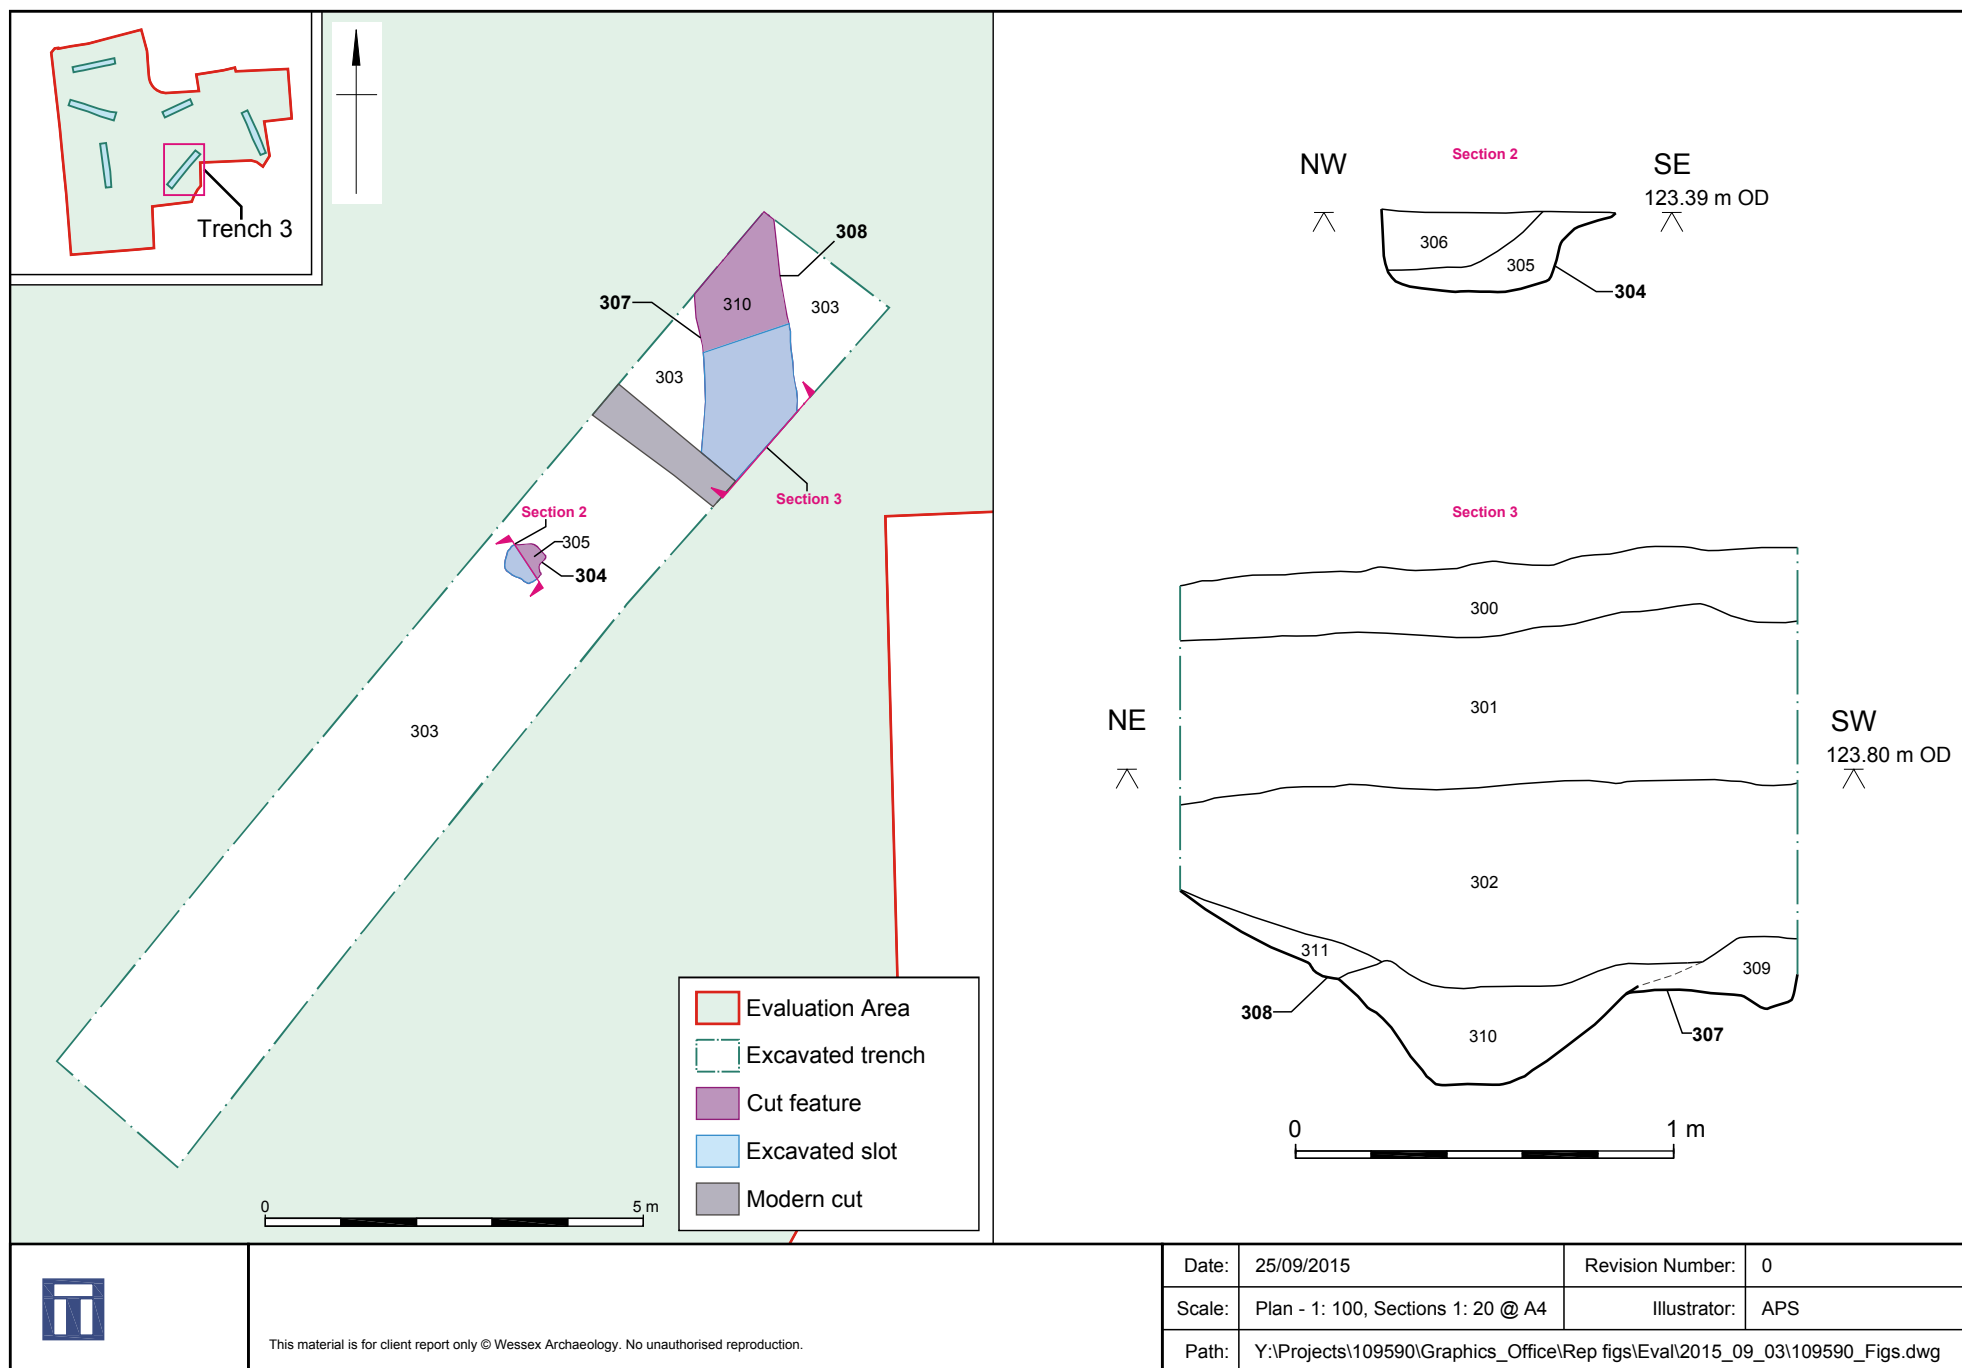 Trench 3
308
307
310
303
303
Section 3
Section 2
305
304
303
Evaluation Area
Excavated trench
Cut feature
Excavated slot
Modern cut
0 5 m
Section 2
NW SE
123.39 m OD
306
305
304
Section 3
300
301
NE SW
123.80 m OD
302
311
309
308
310
307
0 1 m
This material is for client report only © Wessex Archaeology. No unauthorised reproduction.
Date: 25/09/2015 Revision Number: 0
Scale: Plan - 1: 100, Sections 1: 20 @ A4 Illustrator: APS
Path: Y:\Projects\109590\Graphics_Office\Rep figs\Eval\2015_09_03\109590_Figs.dwg